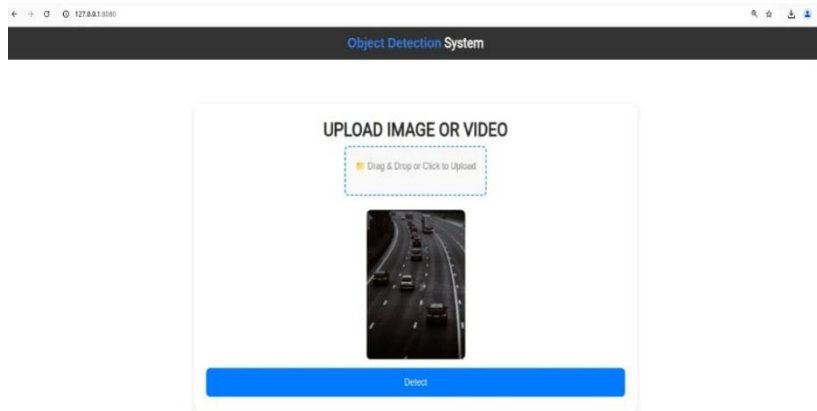 127.0.0.1:8080
Object Detection System
UPLOAD IMAGE OR VIDEO
Drag & Drop or Click to Upload
Detect